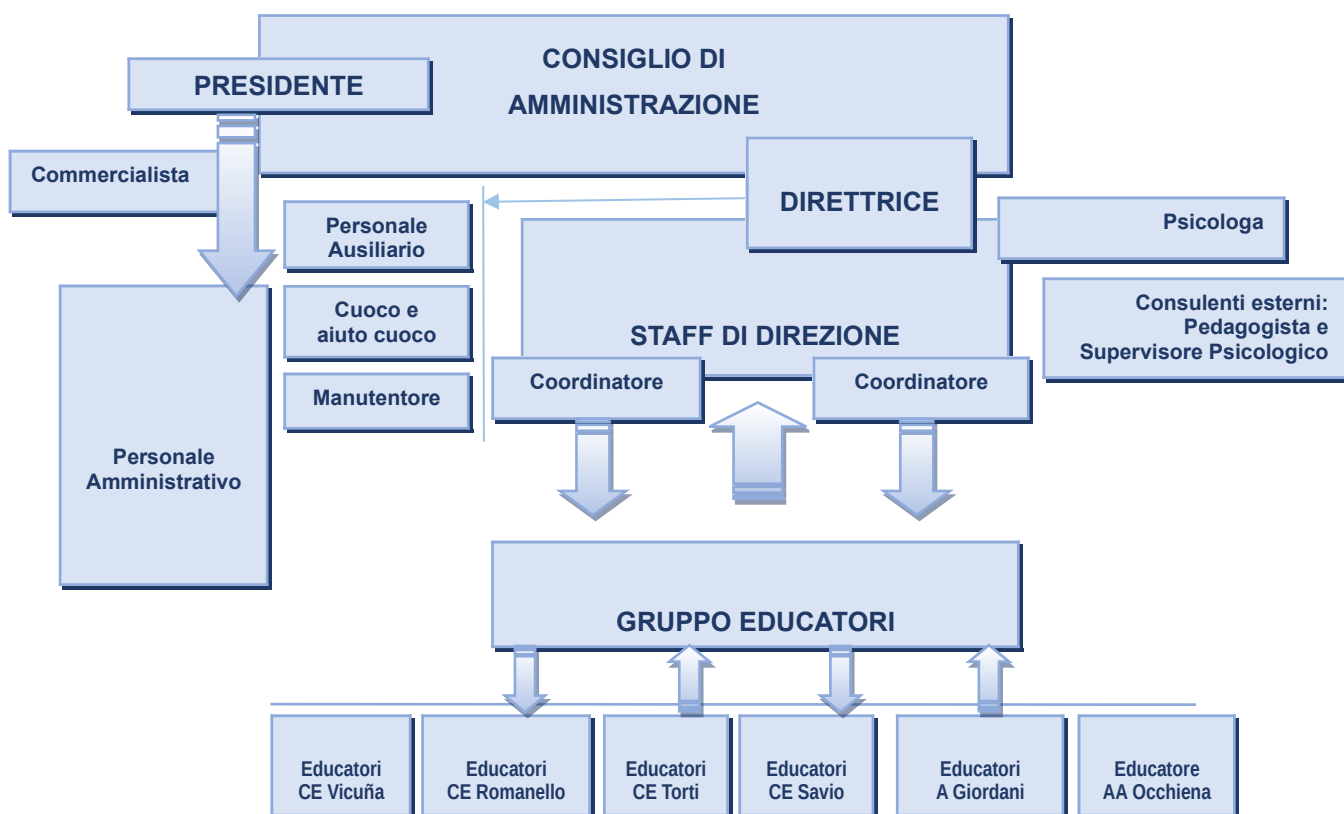 CONSIGLIO DI
AMMINISTRAZIONE
PRESIDENTE
Commercialista
DIRETTRICE
Personale
Ausiliario
Psicologa
Cuoco e
aiuto cuoco
Consulenti esterni:
Pedagogista e
Supervisore Psicologico
STAFF DI DIREZIONE
Manutentore
Coordinatore
Coordinatore
Personale
Amministrativo
GRUPPO EDUCATORI
Educatori
CE Vicuña
Educatori
CE Romanello
Educatori
CE Torti
Educatori
CE Savio
Educatori
A Giordani
Educatore
AA Occhiena